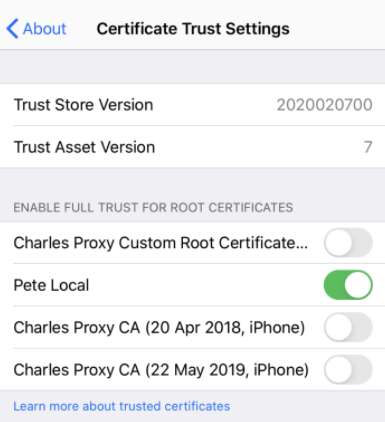 About
Certificate Trust Settings
Trust Store Version 2020020700
Trust Asset Version 7
ENABLE FULL TRUST FOR ROOT CERTIFICATES
Charles Proxy Custom Root Certificate...
Pete Local
Charles Proxy CA (20 Apr 2018, iPhone)
Charles Proxy CA (22 May 2019, iPhone)
Learn more about trusted certificates